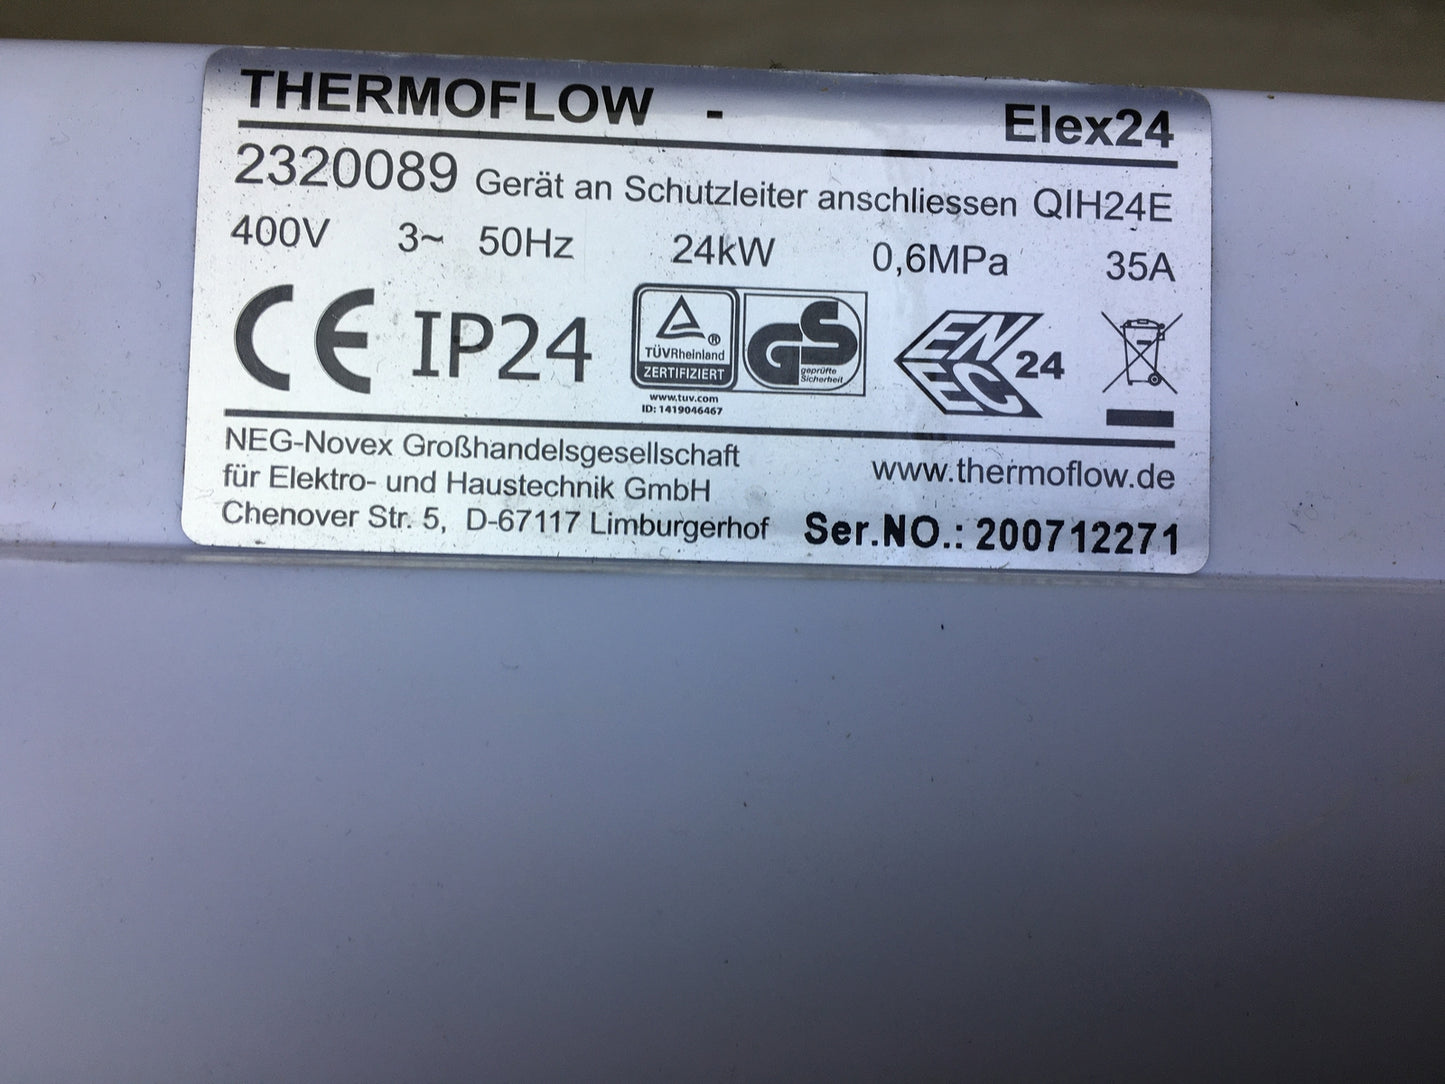 THERMOFLOW - Elex24
2320089 Gerät an Schutzleiter anschliessen QIH24E
400V 3~ 50Hz 24kW 0,6MPa 35A
CE IP24
TÜVRheinland
ZERTIFIZIERT
www.tuv.com
ID: 1419046467
GS
geprüfte
Sicherheit
EN
EC
24
NEG-Novex Großhandelsgesellschaft
für Elektro- und Haustechnik GmbH
Chenover Str. 5, D-67117 Limburgerhof
www.thermoflow.de
Ser.NO.: 200712271